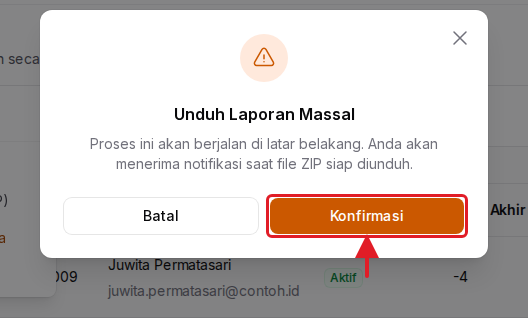 Unduh Laporan Massal
Proses ini akan berjalan di latar belakang. Anda akan
menerima notifikasi saat file ZIP siap diunduh.
Batal
Konfirmasi
Akhir
009
Juwita Permatasari
juwita.permatasari@contoh.id
Aktif
-4